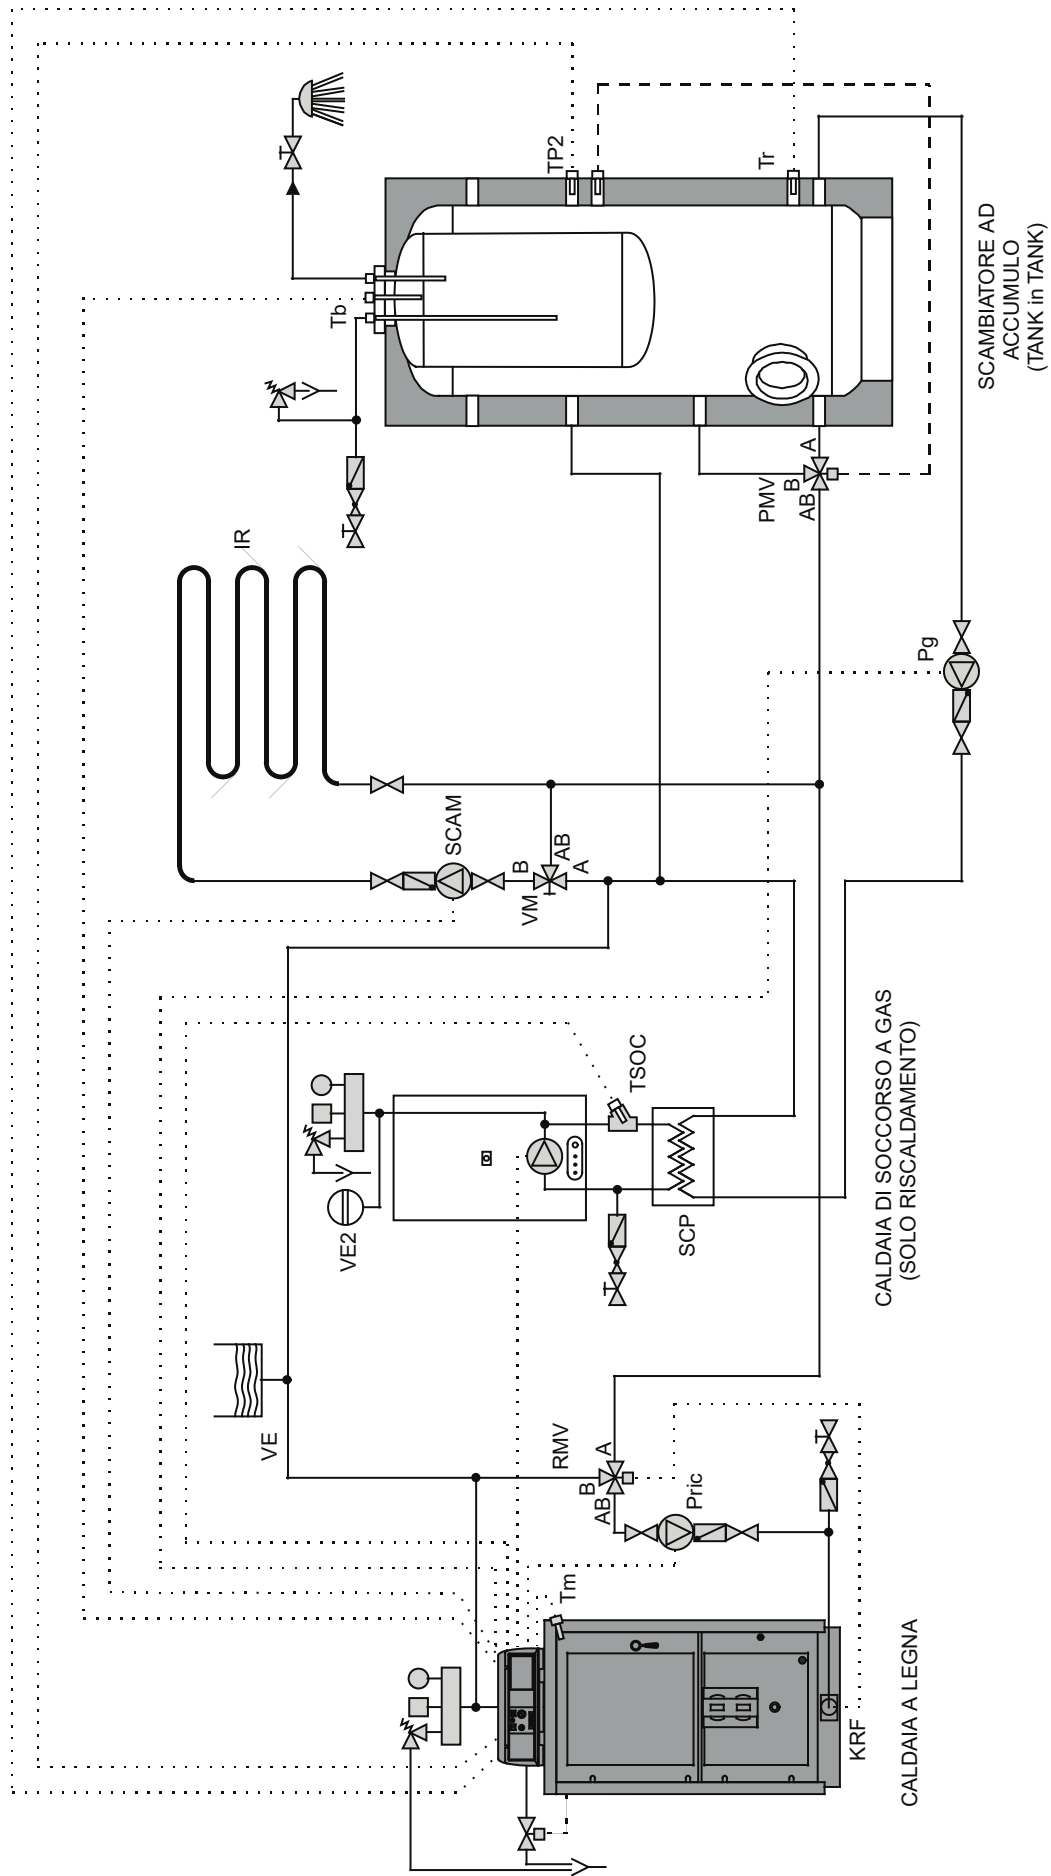 TP2
Tr
Tb
SCAMBIATORE AD
ACCUMULO
(TANK in TANK)
IR
PMV
B
A
AB
Pg
SCAM
VM
B
AB
A
TSOC
VE2
SCP
CALDAIA DI SOCCORSO A GAS
(SOLO RISCALDAMENTO)
VE
RMV
B
A
AB
Pric
Tm
KRF
CALDAIA A LEGNA